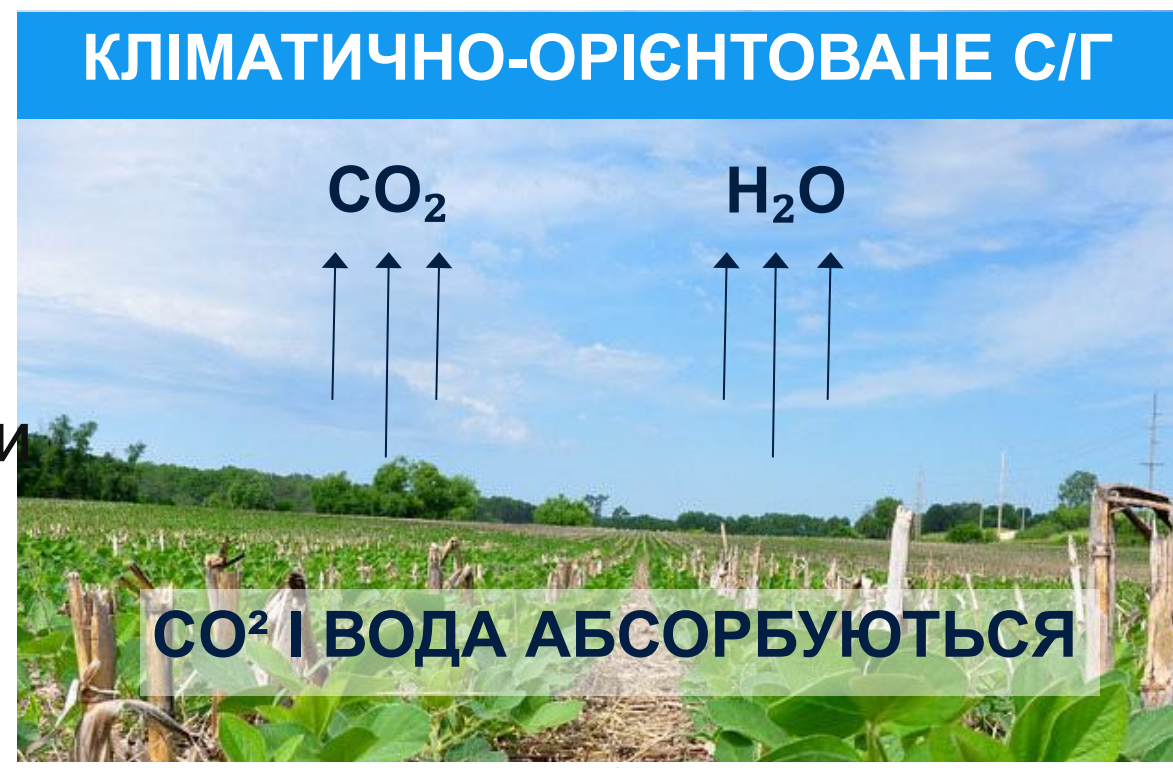 КЛІМАТИЧНО-ОРІЄНТОВАНЕ С/Г
CO₂ H₂O
и
CO² І ВОДА АБСОРБУЮТЬСЯ